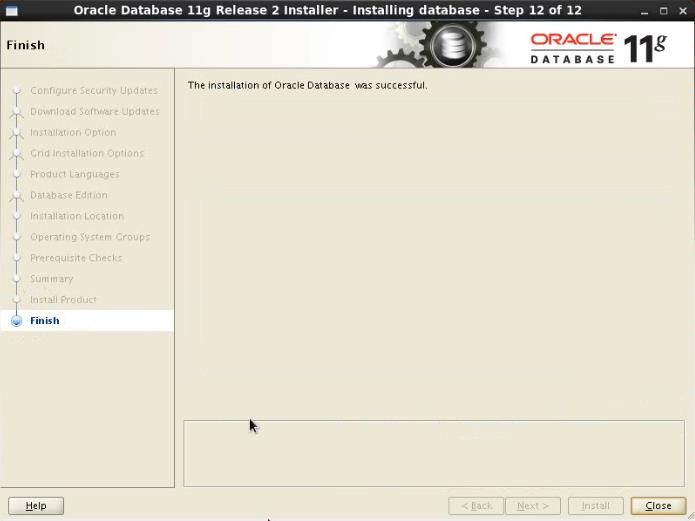 Oracle Database 11g Release 2 Installer - Installing database - Step 12 of 12
Finish
ORACLE
DATABASE 11g
Configure Security Updates
Download Software Updates
Installation Option
Grid Installation Options
Product Languages
Database Edition
Installation Location
Operating System Groups
Prerequisite Checks
Summary
Install Product
Finish
The installation of Oracle Database was successful.
Help
< Back
Next >
Install
Close